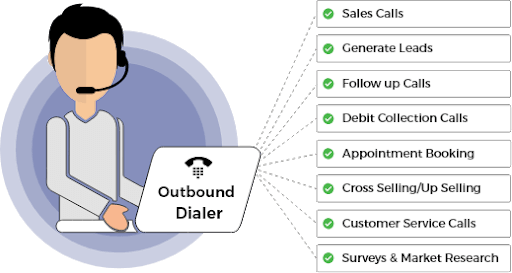 Sales Calls
Generate Leads
Follow up Calls
Debit Collection Calls
Appointment Booking
Cross Selling/Up Selling
Customer Service Calls
Surveys & Market Research
Outbound
Dialer